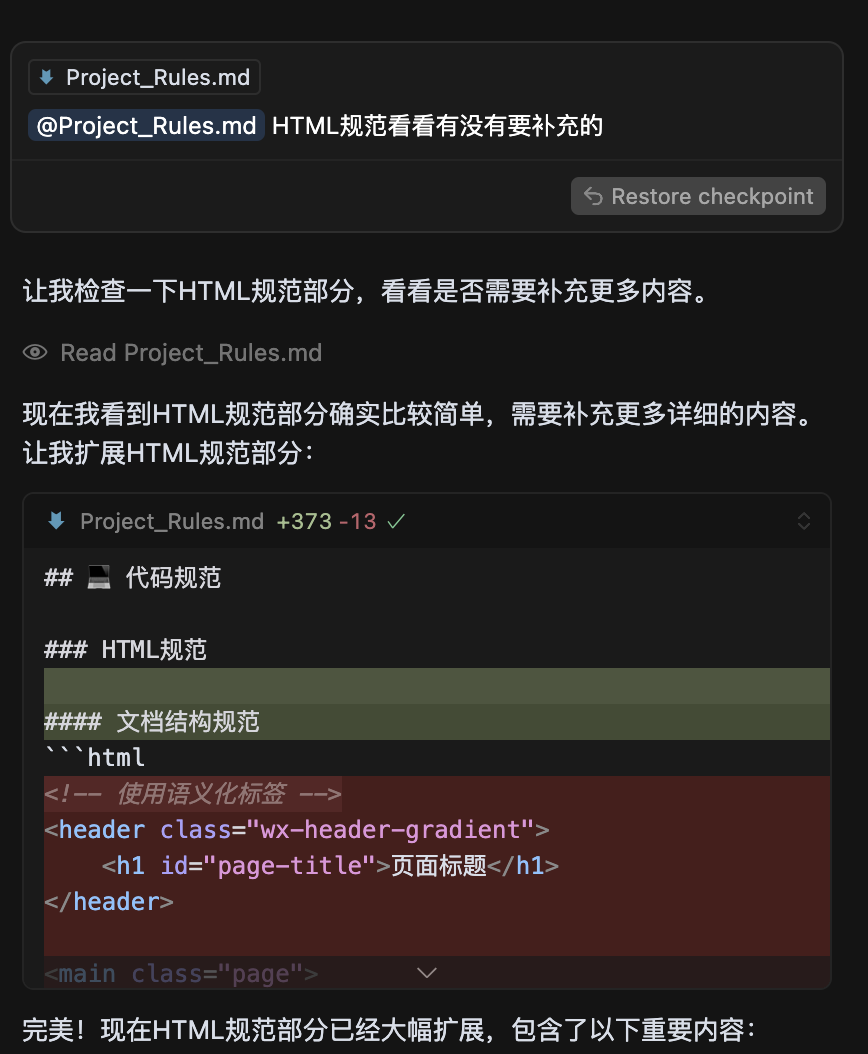 Project_Rules.md
@Project_Rules.md HTML规范看看有没有要补充的
Restore checkpoint
让我检查一下HTML规范部分，看看是否需要补充更多内容。
Read Project_Rules.md
现在我看到HTML规范部分确实比较简单，需要补充更多详细的内容。
让我扩展HTML规范部分：
Project_Rules.md +373 -13
## 💻 代码规范
### HTML规范
#### 文档结构规范
```html
<!-- 使用语义化标签 -->
<header class="wx-header-gradient">
    <h1 id="page-title">页面标题</h1>
</header>
<main class="page">
完美！现在HTML规范部分已经大幅扩展，包含了以下重要内容：